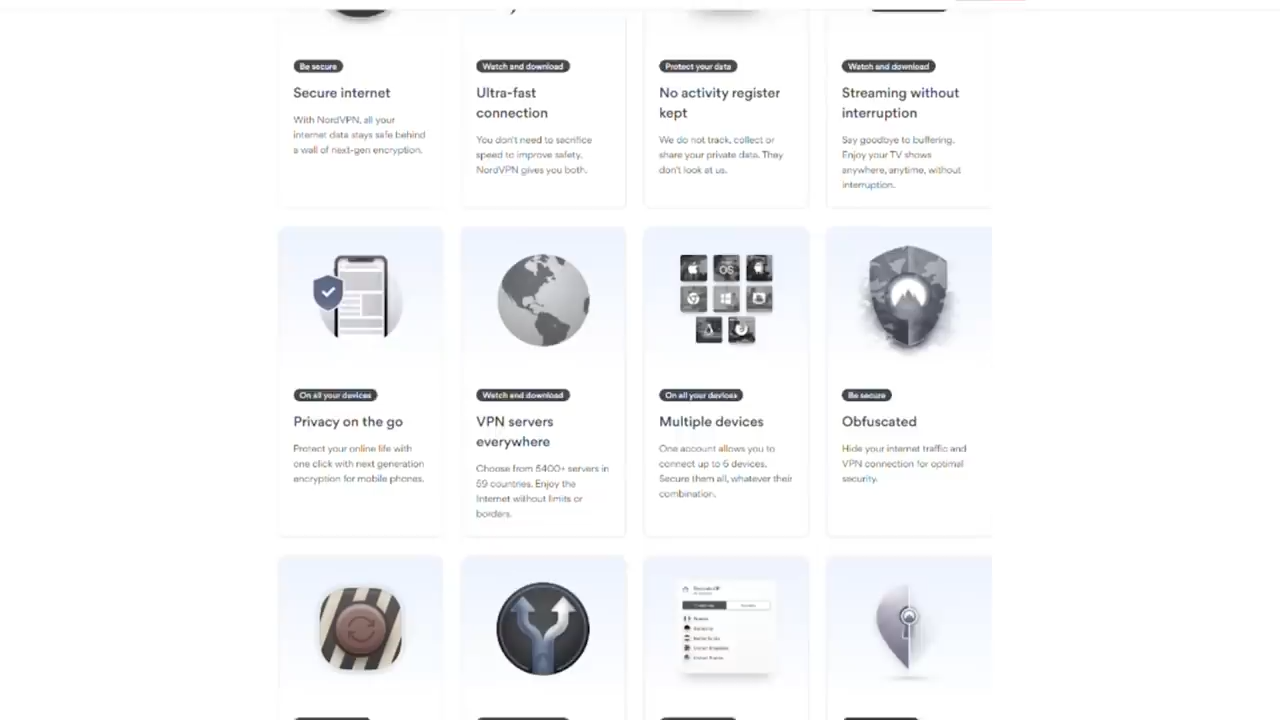 Be secure
Secure internet
With NordVPN, all your
internet data stays safe behind
a wall of next-gen encryption.
Watch and download
Ultra-fast
connection
You don't need to sacrifice
speed to improve safety.
NordVPN gives you both.
Protect your data
No activity register
kept
We do not track, collect or
share your private data. They
don't look at us.
Watch and download
Streaming without
interruption
Say goodbye to buffering.
Enjoy your TV shows
anywhere, anytime, without
interruption.
OS
On all your devices
Privacy on the go
Protect your online life with
one click with next generation
encryption for mobile phones.
Watch and download
VPN servers
everywhere
Choose from 5400+ servers in
59 countries. Enjoy the
Internet without limits or
borders.
On all your devices
Multiple devices
One account allows you to
connect up to 6 devices.
Secure them all, whatever their
combination.
Be secure
Obfuscated
Hide your internet traffic and
VPN connection for optimal
security.